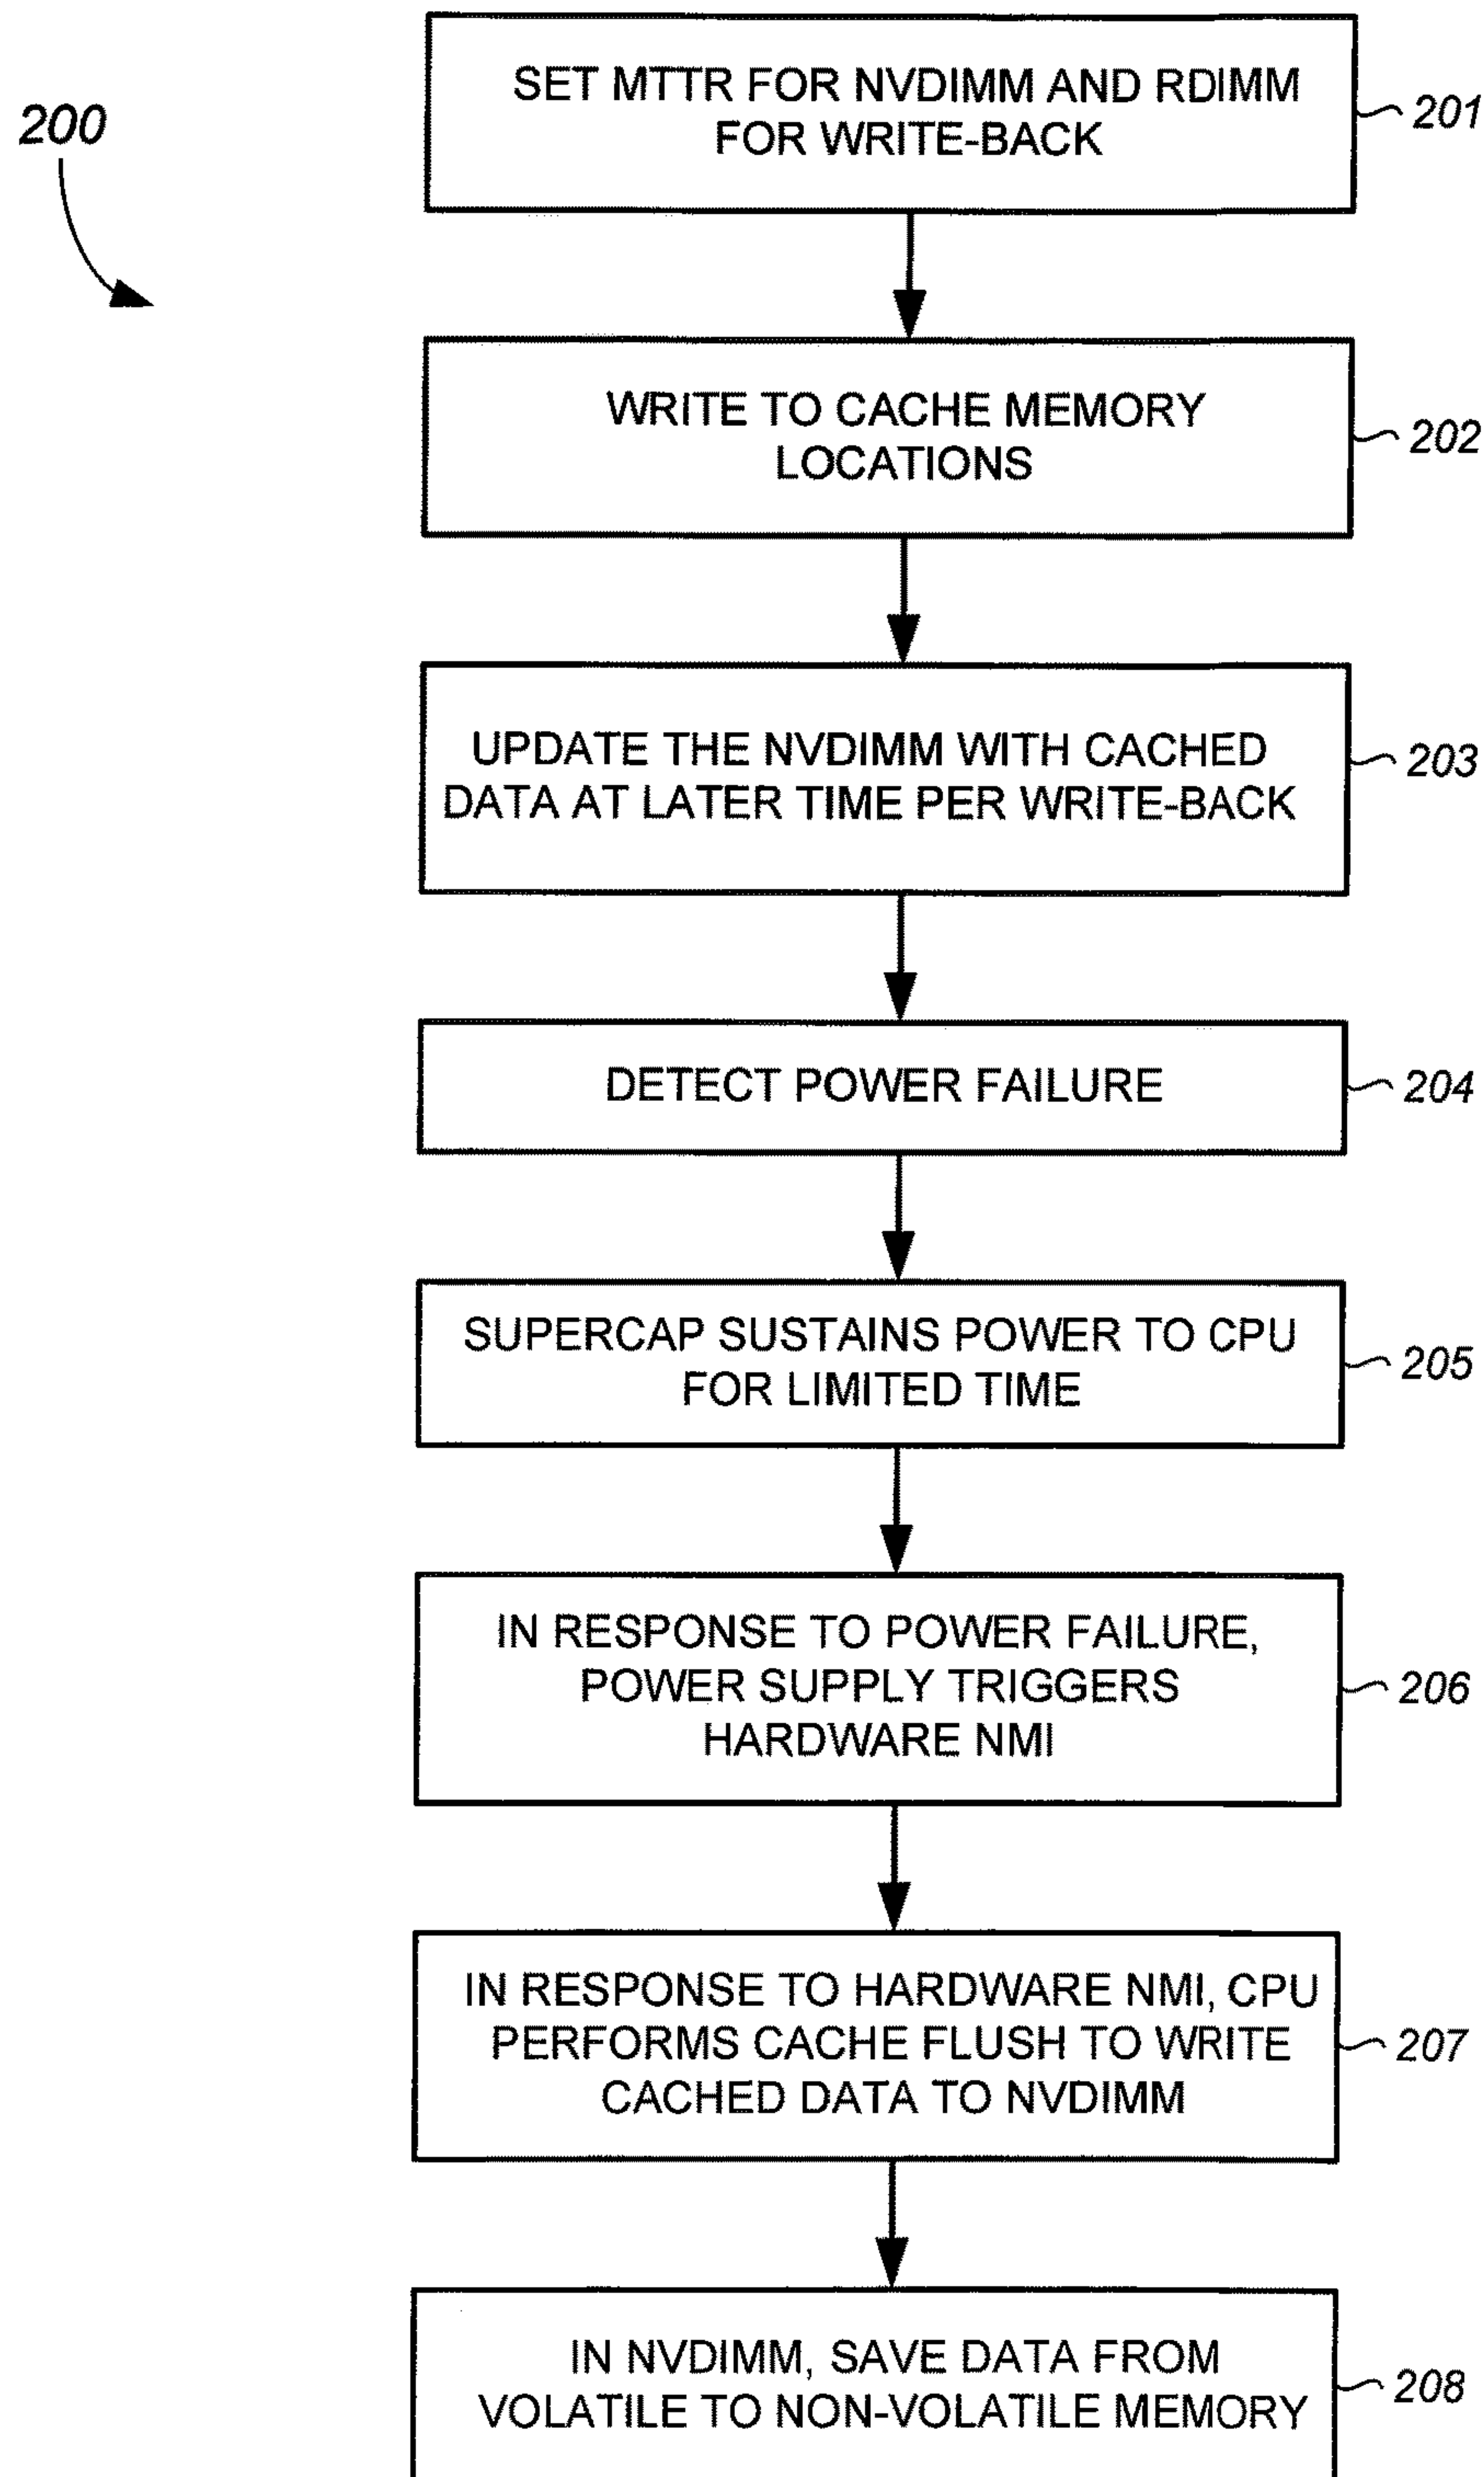 200
SET MTTR FOR NVDIMM AND RDIMM
FOR WRITE-BACK
201
WRITE TO CACHE MEMORY
LOCATIONS
202
UPDATE THE NVDIMM WITH CACHED
DATA AT LATER TIME PER WRITE-BACK
203
DETECT POWER FAILURE
204
SUPERCAP SUSTAINS POWER TO CPU
FOR LIMITED TIME
205
IN RESPONSE TO POWER FAILURE,
POWER SUPPLY TRIGGERS
HARDWARE NMI
206
IN RESPONSE TO HARDWARE NMI, CPU
PERFORMS CACHE FLUSH TO WRITE
CACHED DATA TO NVDIMM
207
IN NVDIMM, SAVE DATA FROM
VOLATILE TO NON-VOLATILE MEMORY
208